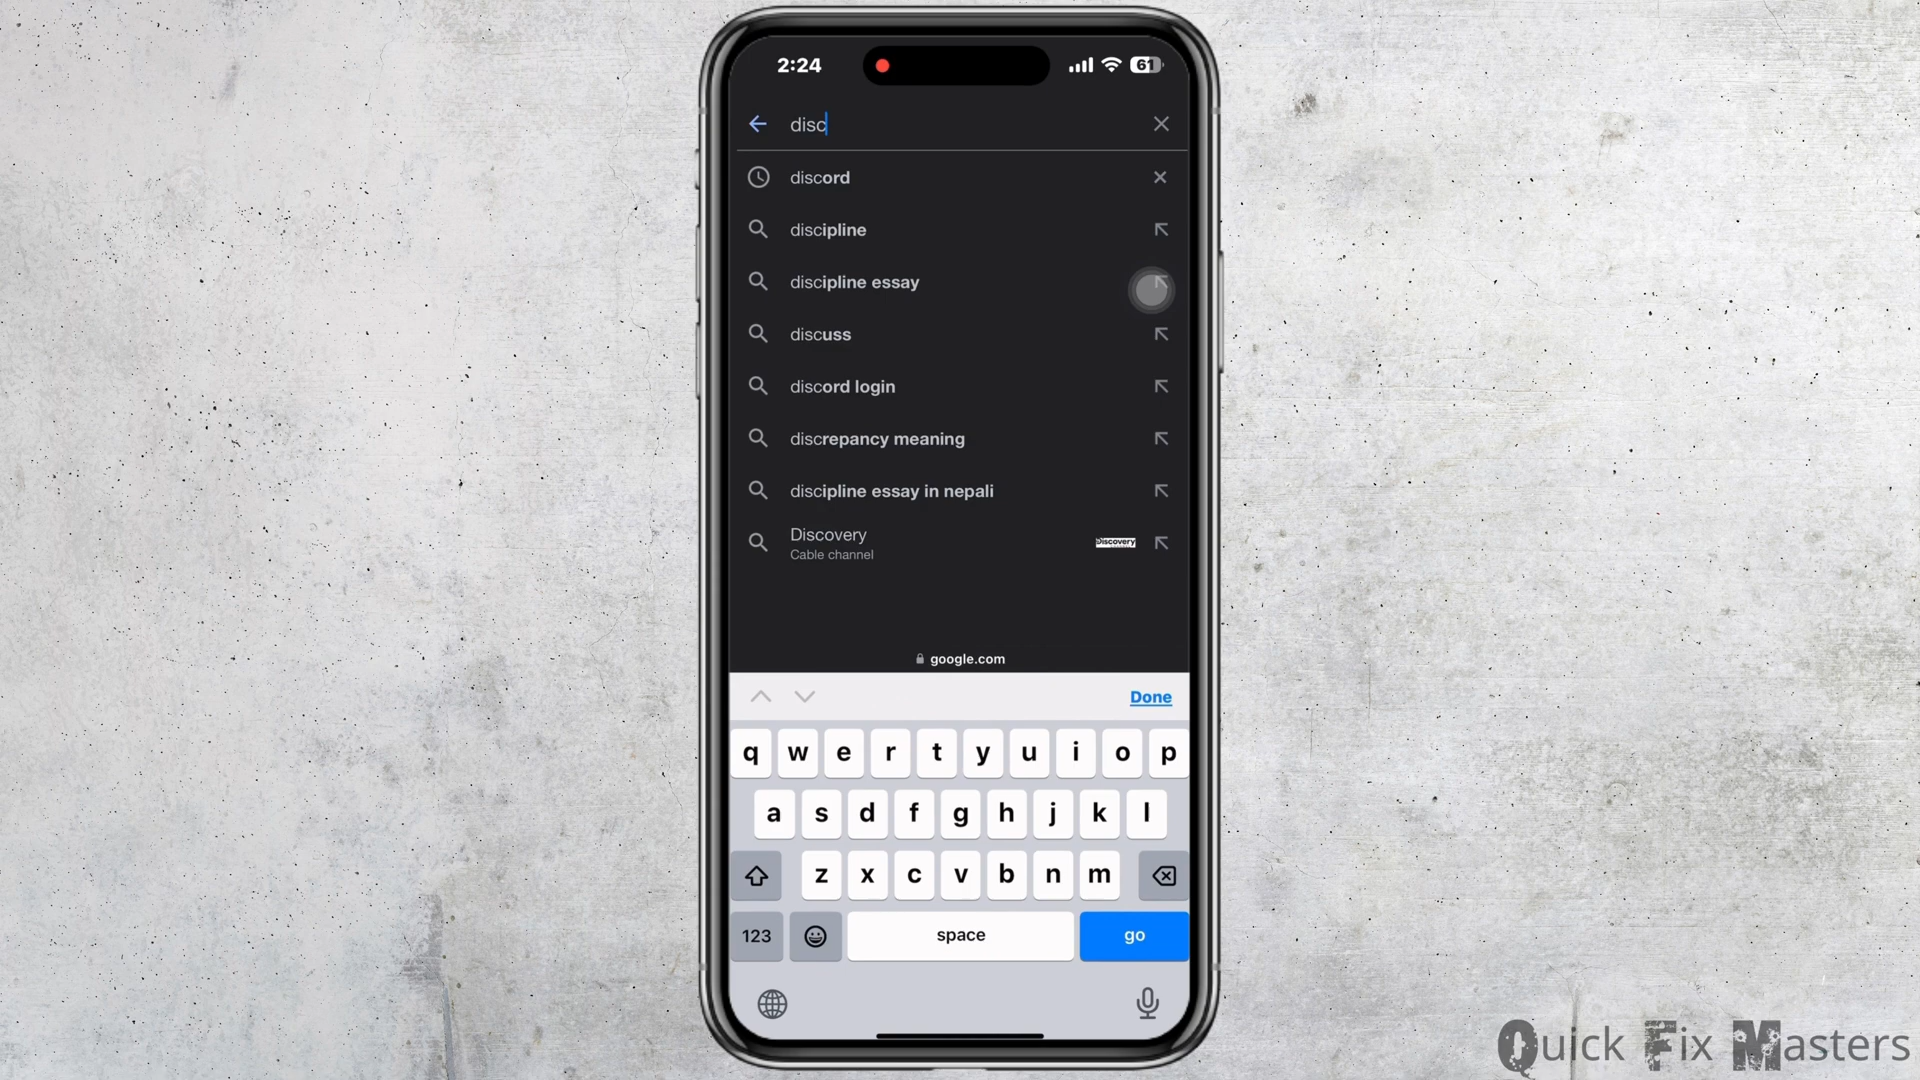 2:24
61
disc
discord
discipline
discipline essay
discuss
discord login
discrepancy meaning
discipline essay in nepali
Discovery
Cable channel
Discovery
google.com
Done
q w e r t y u i o p
a s d f g h j k l
z x c v b n m
123 space go
Quick Fix Masters